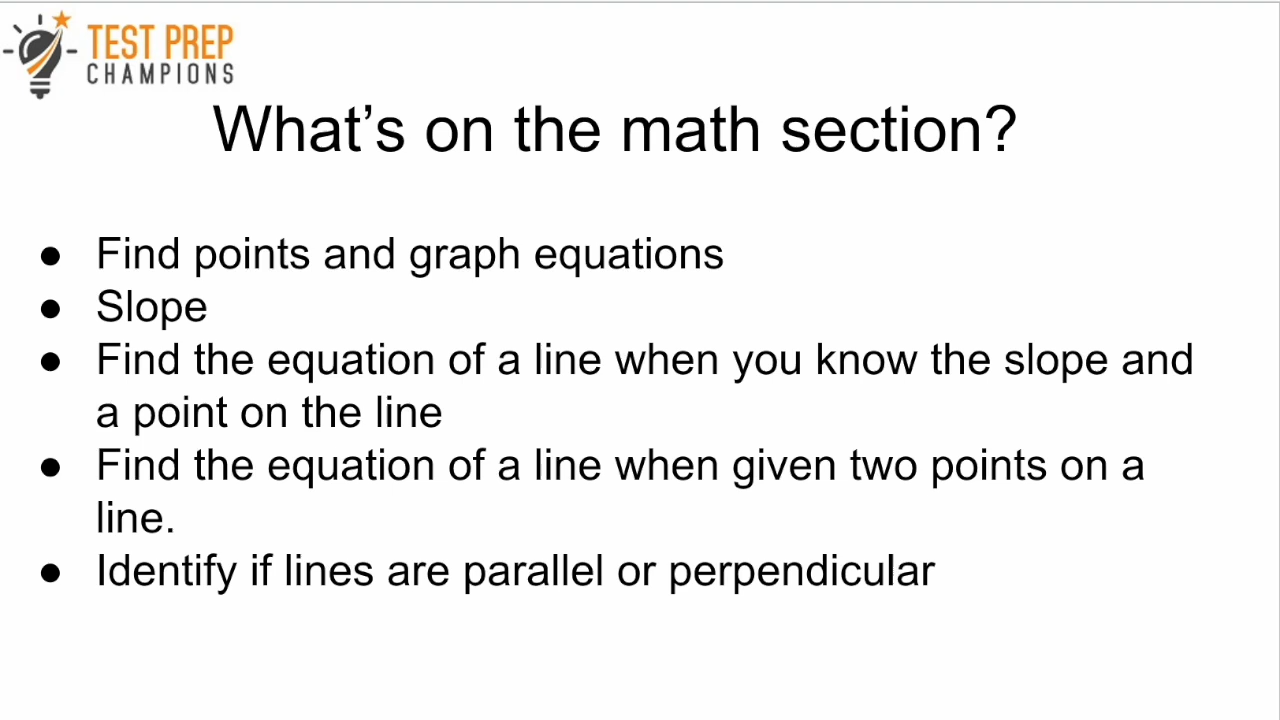 TEST PREP
CHAMPIONS
What’s on the math section?
● Find points and graph equations
● Slope
● Find the equation of a line when you know the slope and
a point on the line
● Find the equation of a line when given two points on a
line.
● Identify if lines are parallel or perpendicular